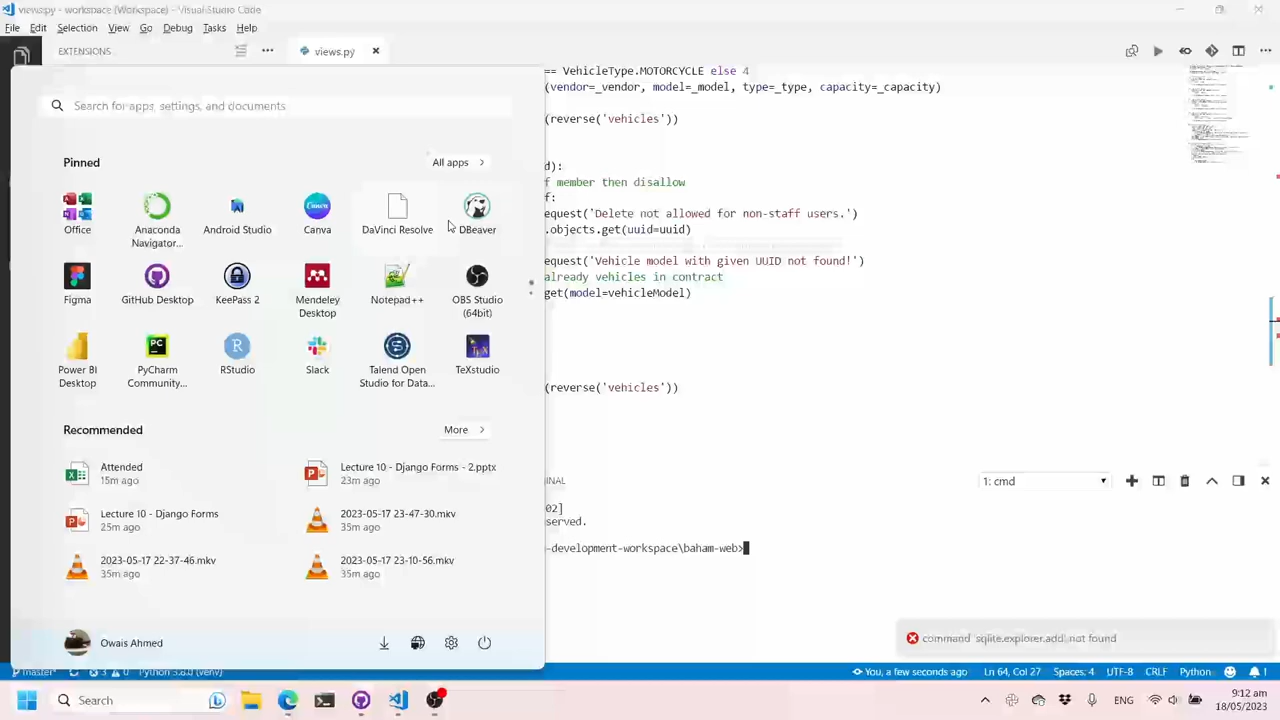 views.py - workspace (Workspace) - Visual Studio Code
File Edit Selection View Go Debug Tasks Help
EXTENSIONS
views.py
== VehicleType.MOTORCYCLE else 4
(vendor=_vendor, model=_model, type=_type, capacity=_capacity)
Search for apps, settings, and documents
(reverse('vehicles'))
Pinned
All apps
d):
f member then disallow
f:
equest('Delete not allowed for non-staff users.')
.objects.get(uuid=uuid)
equest('Vehicle model with given UUID not found!')
already vehicles in contract
get(model=vehicleModel)
(reverse('vehicles'))
Office
Anaconda Navigator...
Android Studio
Canva
DaVinci Resolve
DBeaver
Figma
GitHub Desktop
KeePass 2
Mendeley Desktop
Notepad++
OBS Studio (64bit)
Power BI Desktop
PyCharm Community...
RStudio
Slack
Talend Open Studio for Data...
TeXstudio
Recommended
More
Attended
15m ago
Lecture 10 - Django Forms - 2.pptx
23m ago
Lecture 10 - Django Forms
25m ago
2023-05-17 23-47-30.mkv
35m ago
2023-05-17 22-37-46.mkv
35m ago
2023-05-17 23-10-56.mkv
35m ago
Owais Ahmed
NAL
1: cmd
02]
served.
-development-workspace\baham-web>
command 'sqlite.explorer.add' not found
master* 3 0 Python 3.8.0 (venv)
You, a few seconds ago Ln 64, Col 27 Spaces: 4 UTF-8 CRLF Python 1
Search
ENG
9:12 am
18/05/2023